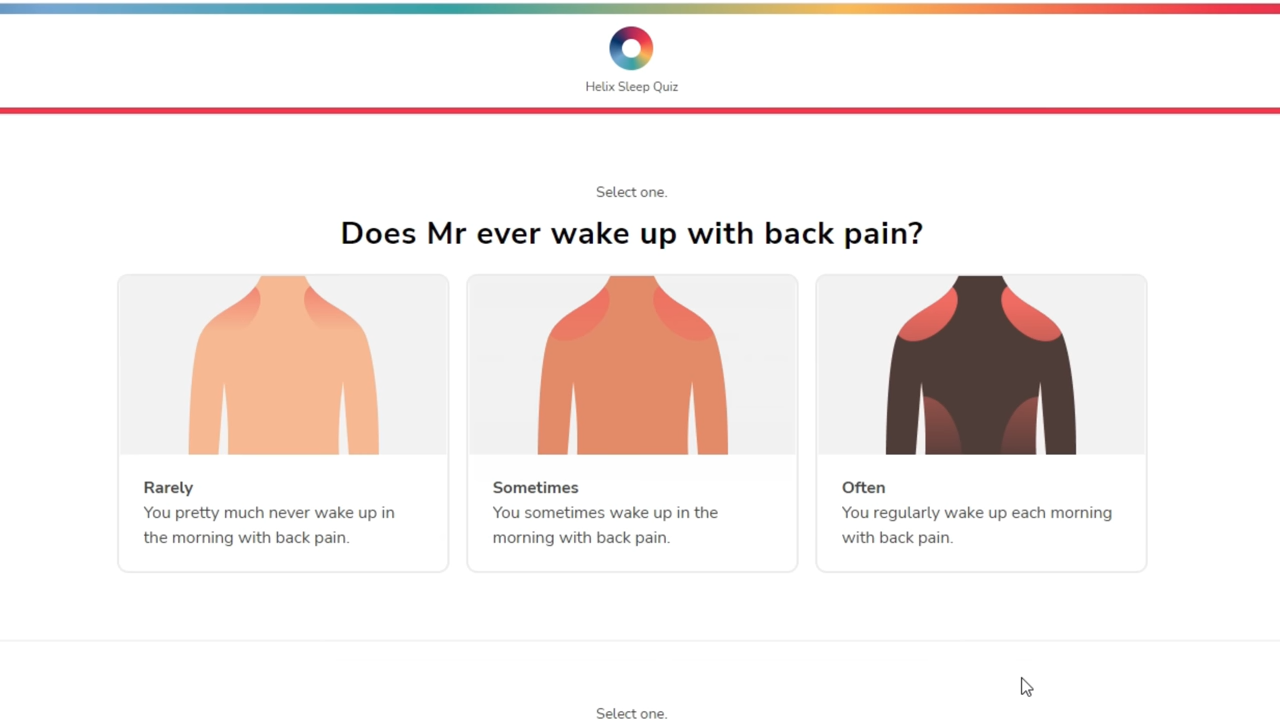 Helix Sleep Quiz
Select one.
Does Mr ever wake up with back pain?
Rarely
You pretty much never wake up in
the morning with back pain.
Sometimes
You sometimes wake up in the
morning with back pain.
Often
You regularly wake up each morning
with back pain.
Select one.